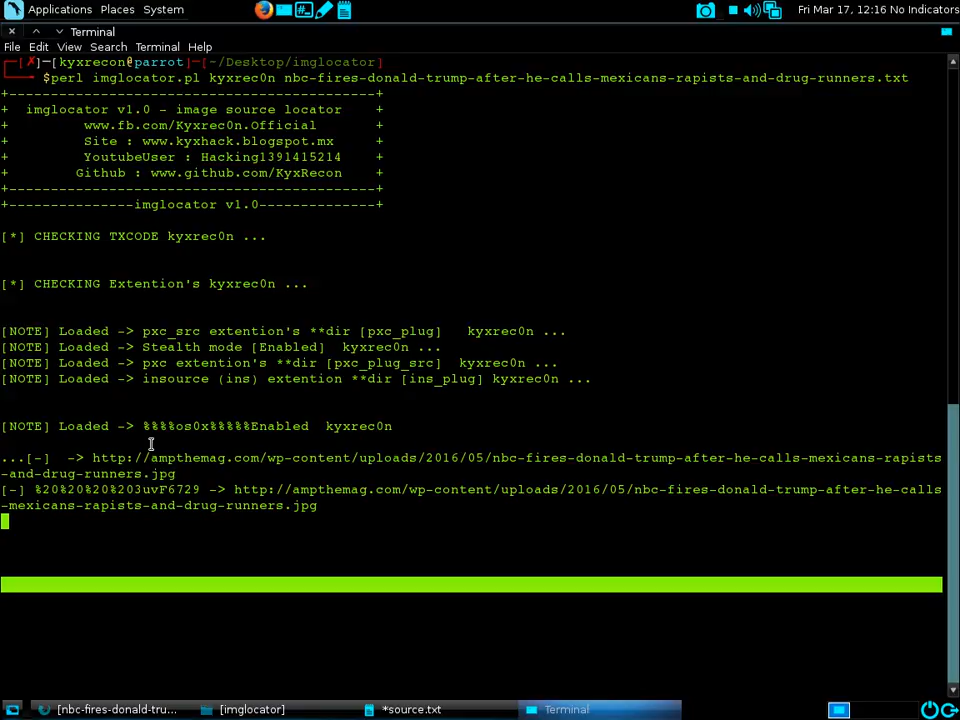 Applications Places System Fri Mar 17, 12:16 No Indicators
Terminal
File Edit View Search Terminal Help
─[✗]─[kyxrecon@parrot]─[~/Desktop/imglocator]
$perl imglocator.pl kyxrec0n nbc-fires-donald-trump-after-he-calls-mexicans-rapists-and-drug-runners.txt
+-------------------------------------------+
+ imglocator v1.0 - image source locator +
+ www.fb.com/Kyxrec0n.Official +
+ Site : www.kyxhack.blogspot.mx +
+ YoutubeUser : Hacking1391415214 +
+ Github : www.github.com/KyxRecon +
+-------------------------------------------+
+---------------imglocator v1.0--------------+
[*] CHECKING TXCODE kyxrec0n ...
[*] CHECKING Extention's kyxrec0n ...
[NOTE] Loaded -> pxc_src extention's **dir [pxc_plug] kyxrec0n ...
[NOTE] Loaded -> Stealth mode [Enabled] kyxrec0n ...
[NOTE] Loaded -> pxc extention's **dir [pxc_plug_src] kyxrec0n ...
[NOTE] Loaded -> insource (ins) extention **dir [ins_plug] kyxrec0n ...
[NOTE] Loaded -> %%%%os0x%%%%%Enabled kyxrec0n
...[-] -> http://ampthemag.com/wp-content/uploads/2016/05/nbc-fires-donald-trump-after-he-calls-mexicans-rapists
-and-drug-runners.jpg
[-] %20%20%20%203uvF6729 -> http://ampthemag.com/wp-content/uploads/2016/05/nbc-fires-donald-trump-after-he-calls
-mexicans-rapists-and-drug-runners.jpg
[nbc-fires-donald-tru... [imglocator] *source.txt Terminal